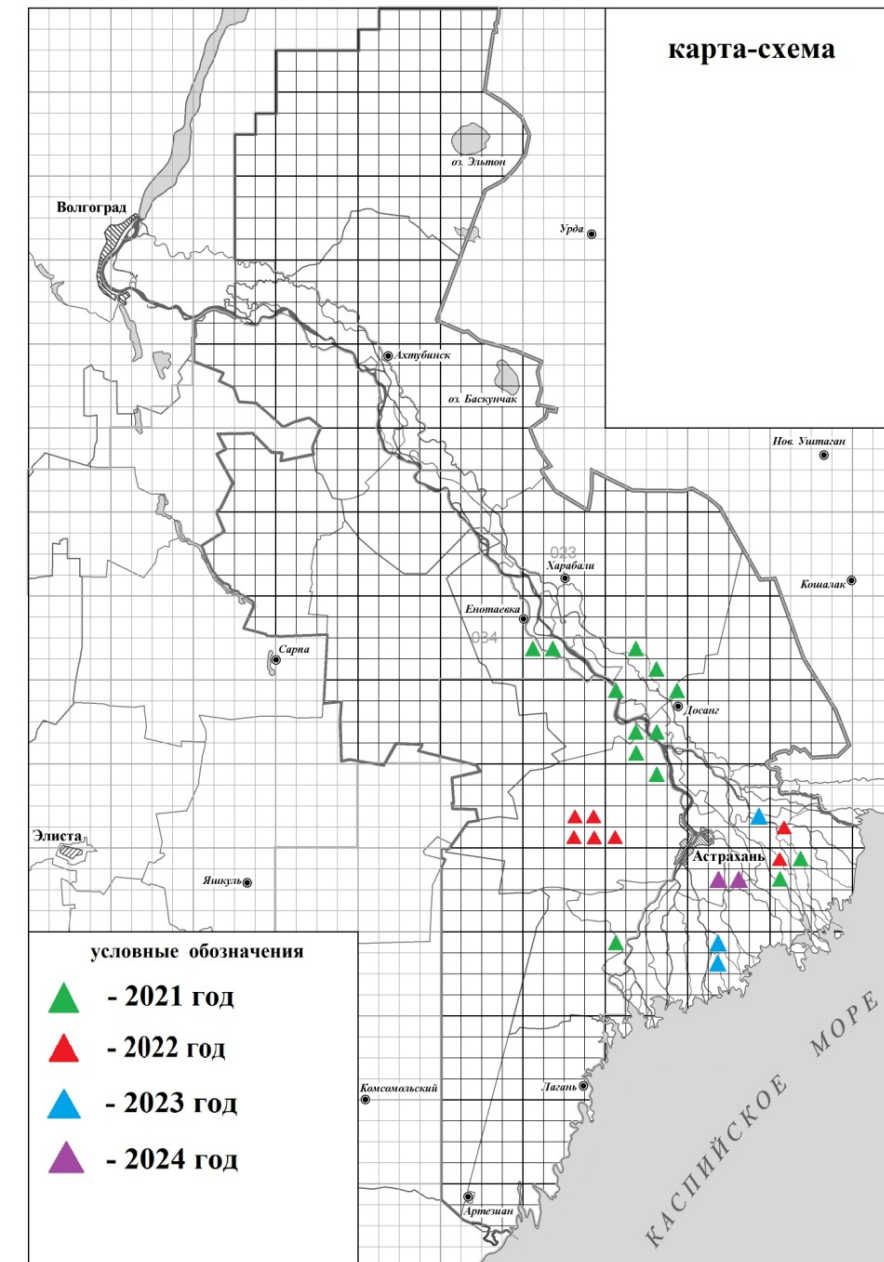 карта-схема
оз. Эльтон
Волгоград
Урда
Ахтубинск
оз. Баскунчак
Нов. Уштаган
023
Харабали
Кошалак
Енотаевка
034
Сарпа
Досанг
Элиста
Астрахань
Яшкуль
условные обозначения
- 2021 год
- 2022 год
- 2023 год
- 2024 год
Комсомольский
Лагань
КАСПИЙСКОЕ МОРЕ
Артезиан